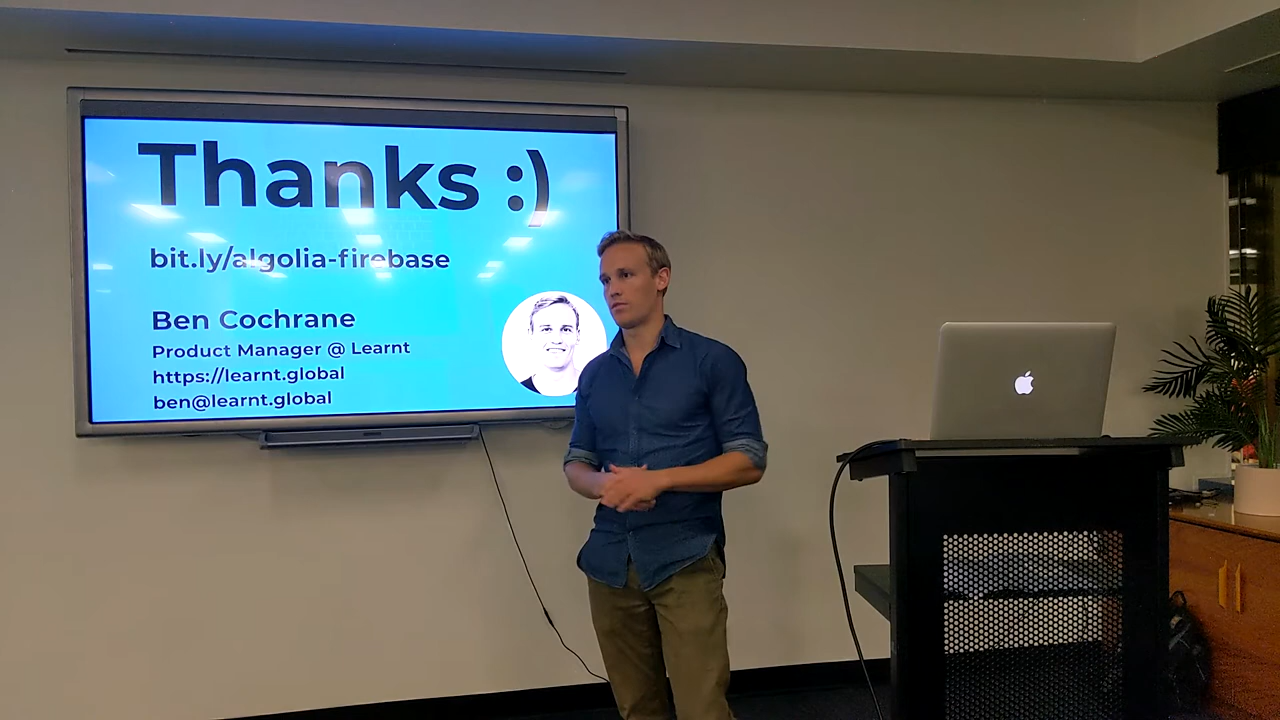 Thanks :)
bit.ly/algolia-firebase
Ben Cochrane
Product Manager @ Learnt
https://learnt.global
ben@learnt.global